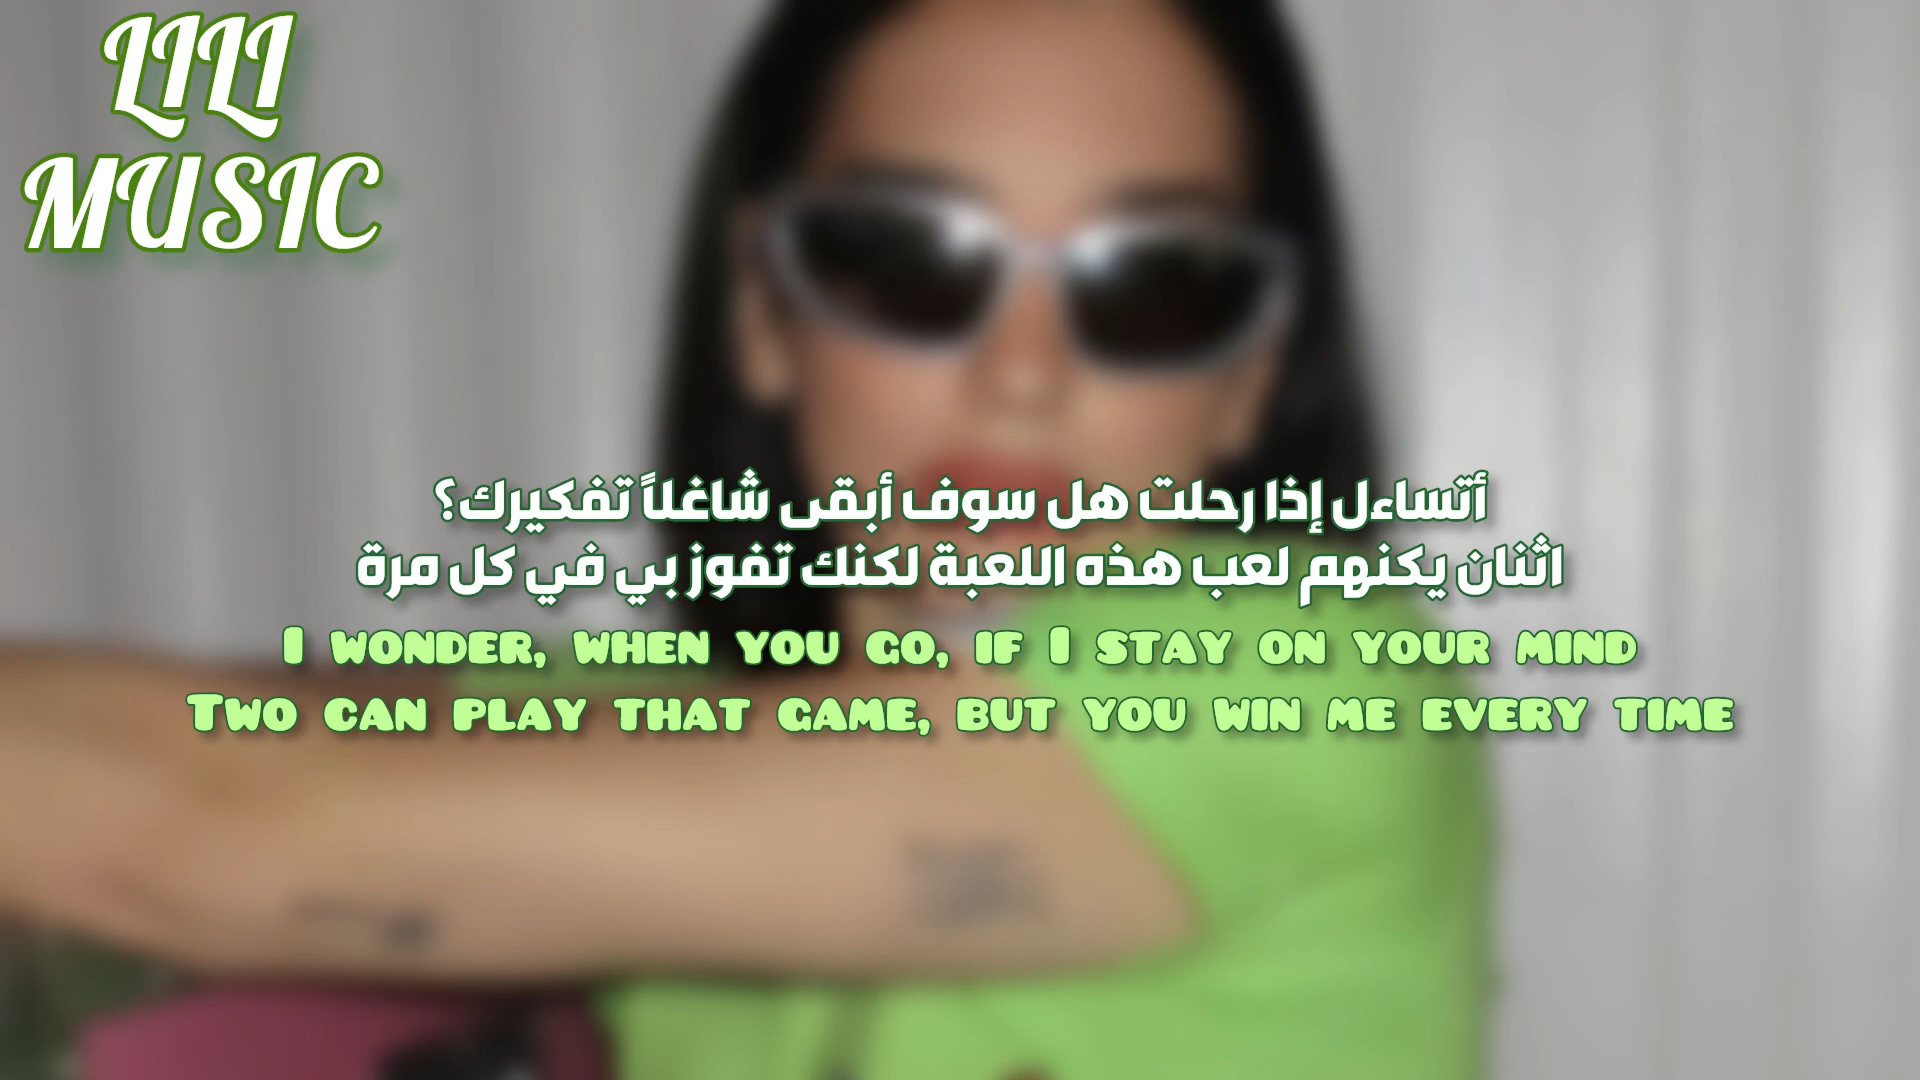 LILI
MUSIC
أتساءل إذا رحلت هل سوف أبقى شاغلاً تفكيرك؟
اثنان يكنهم لعب هذه اللعبة لكنك تفوز بي في كل مرة
I wonder, when you go, if I stay on your mind
Two can play that game, but you win me every time